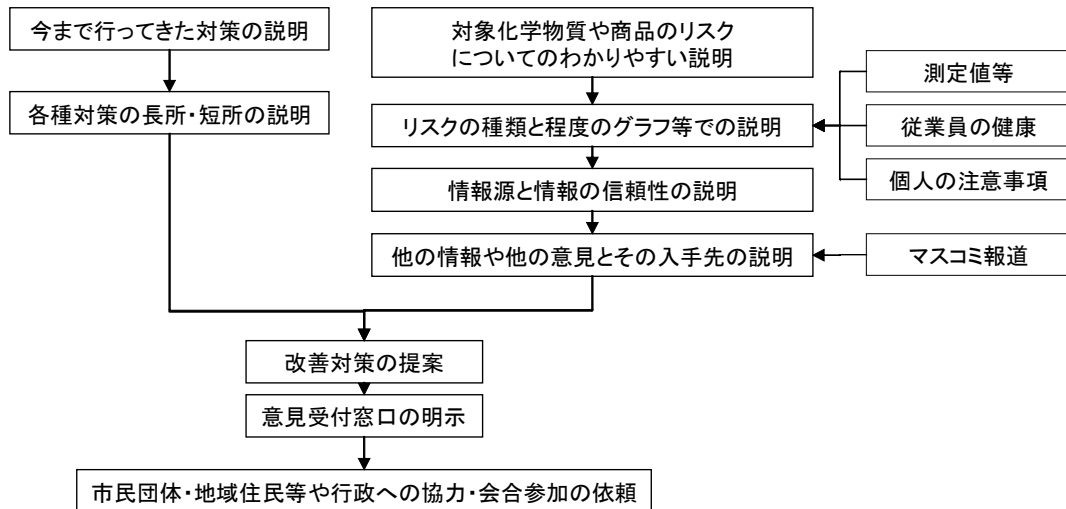 今まで行ってきた対策の説明
各種対策の長所・短所の説明
対象化学物質や商品のリスク
についてのわかりやすい説明
リスクの種類と程度のグラフ等での説明
情報源と情報の信頼性の説明
他の情報や他の意見とその入手先の説明
測定値等
従業員の健康
個人の注意事項
マスコミ報道
改善対策の提案
意見受付窓口の明示
市民団体・地域住民等や行政への協力・会合参加の依頼